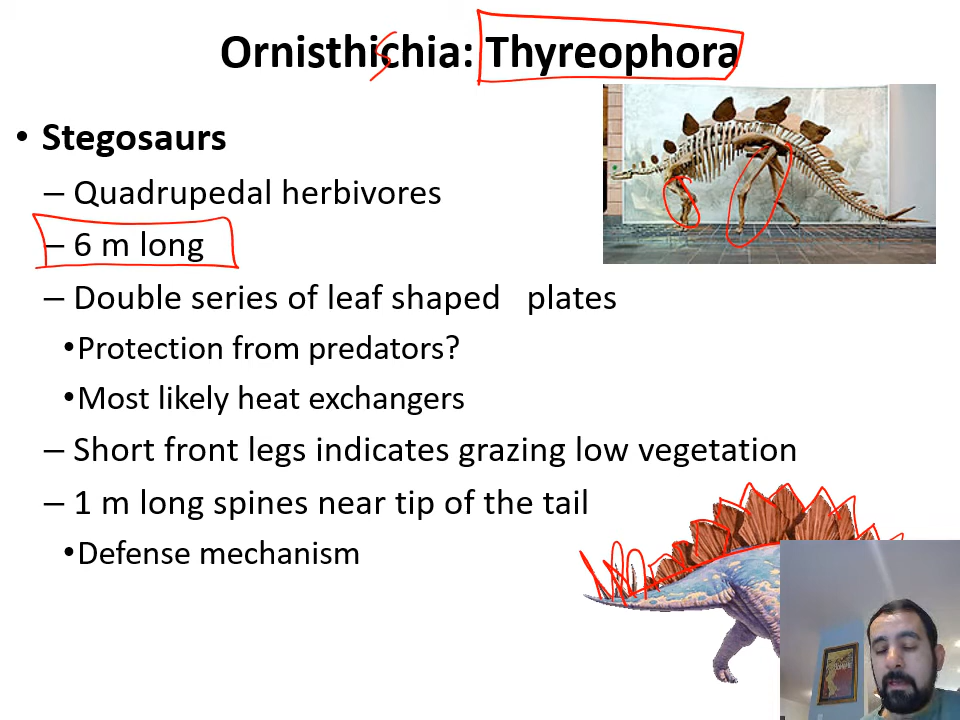 Ornisthischia: Thyreophora
• Stegosaurs
– Quadrupedal herbivores
– 6 m long
– Double series of leaf shaped plates
•Protection from predators?
•Most likely heat exchangers
– Short front legs indicates grazing low vegetation
– 1 m long spines near tip of the tail
•Defense mechanism